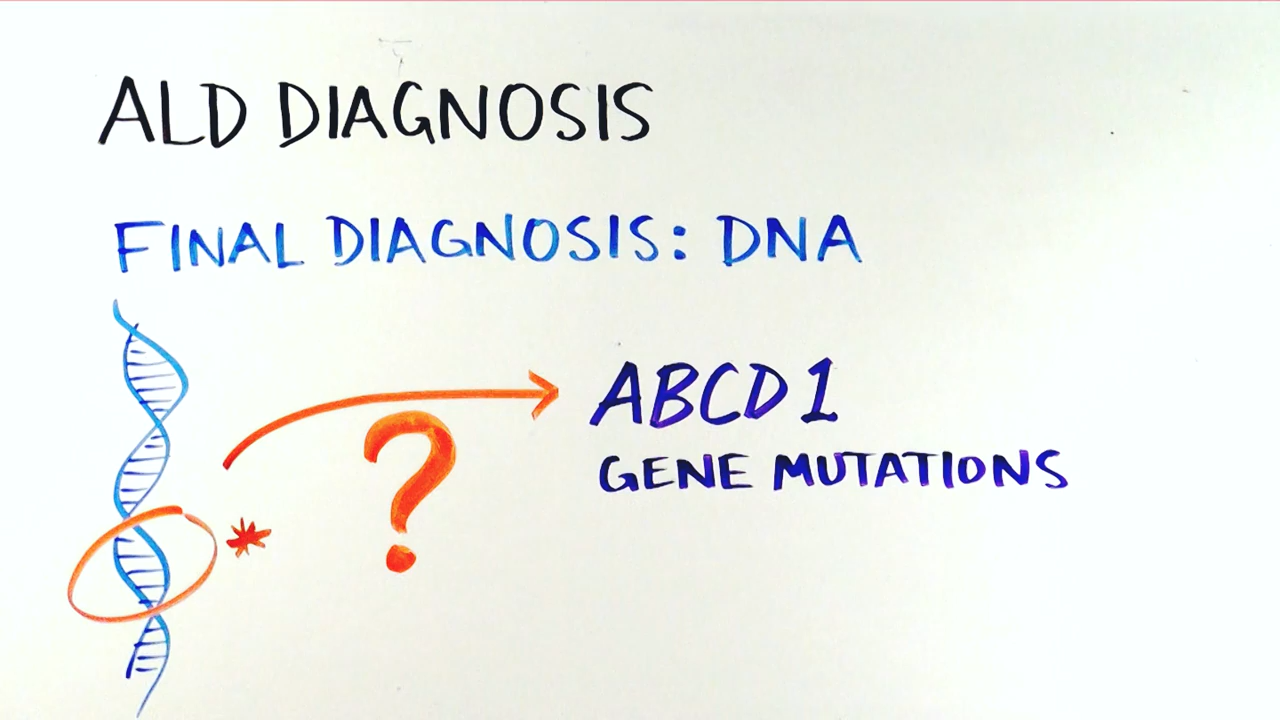 ALD DIAGNOSIS
FINAL DIAGNOSIS: DNA
ABCD1
GENE MUTATIONS
*
?